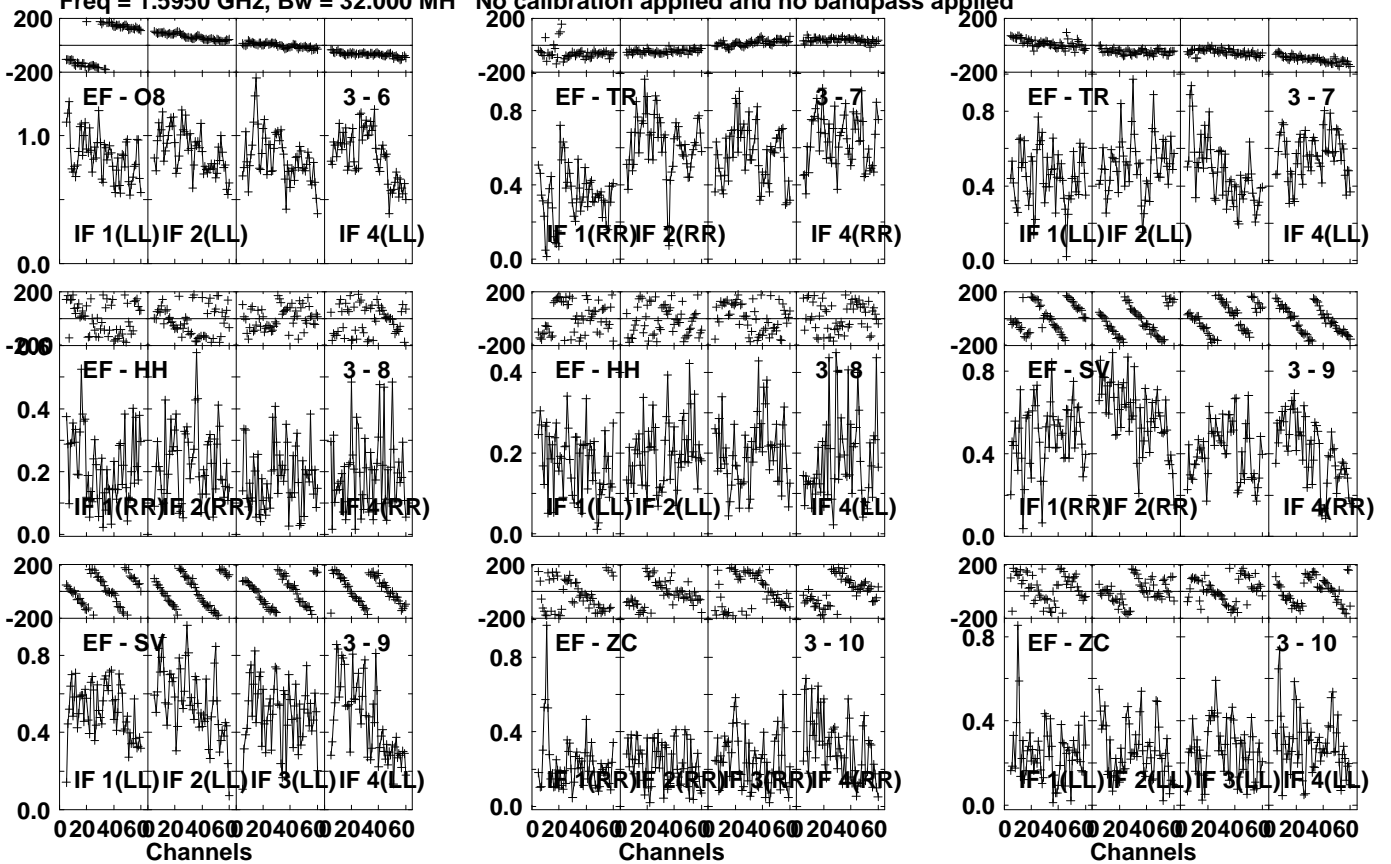 Freq = 1.5950 GHz, Bw = 32.000 MH No calibration applied and no bandpass applied
200
-200
EF - O8 3 - 6
1.0
IF 1(LL) IF 2(LL) IF 4(LL)
0.0
200
-200
EF - TR 3 - 7
0.8
0.4
IF 1(RR) IF 2(RR) IF 4(RR)
0.0
200
-200
EF - TR 3 - 7
0.8
0.4
IF 1(LL) IF 2(LL) IF 4(LL)
0.0
200
-200
0.6
EF - HH 3 - 8
0.4
0.2
IF 1(RR) IF 2(RR) IF 4(RR)
0.0
200
-200
EF - HH 3 - 8
0.4
0.2
IF 1(LL) IF 2(LL) IF 4(LL)
0.0
200
-200
EF - SV 3 - 9
0.8
0.4
IF 1(RR) IF 2(RR) IF 4(RR)
0.0
200
-200
EF - SV 3 - 9
0.8
0.4
IF 1(LL) IF 2(LL) IF 3(LL) IF 4(LL)
0.0
0 20 40 60 0 20 40 60 0 20 40 60 0 20 40 60
Channels
200
-200
EF - ZC 3 - 10
0.8
0.4
IF 1(RR) IF 2(RR) IF 3(RR) IF 4(RR)
0.0
0 20 40 60 0 20 40 60 0 20 40 60 0 20 40 60
Channels
200
-200
EF - ZC 3 - 10
0.8
0.4
IF 1(LL) IF 2(LL) IF 3(LL) IF 4(LL)
0.0
0 20 40 60 0 20 40 60 0 20 40 60 0 20 40 60
Channels